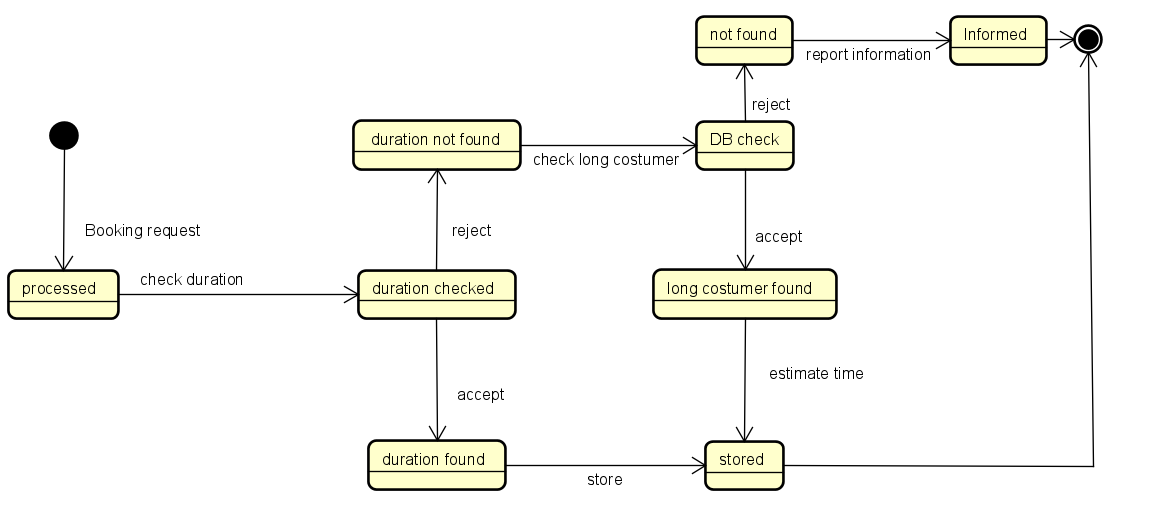 not found
Informed
report information
reject
duration not found
DB check
check long costumer
Booking request
reject
accept
processed
check duration
duration checked
long costumer found
estimate time
accept
duration found
stored
store